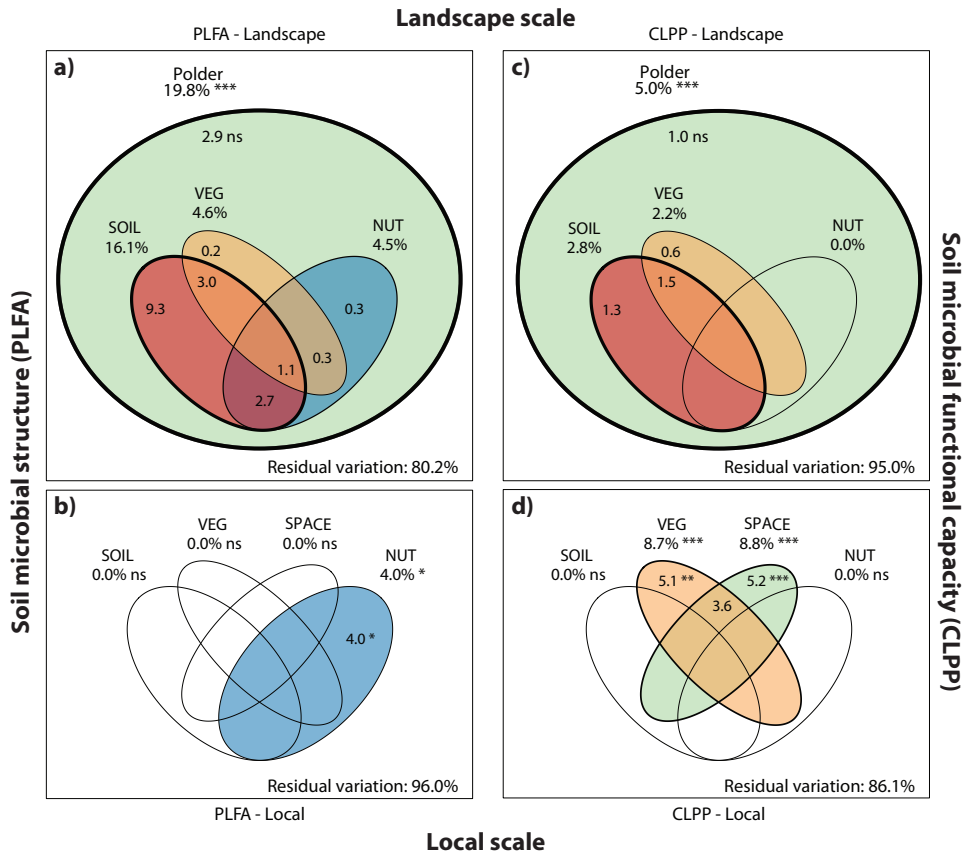 Landscape scale
PLFA - Landscape
CLPP - Landscape
Soil microbial structure (PLFA)
Soil microbial functional capacity (CLPP)
a)
Polder
19.8% ***
2.9 ns
VEG
4.6%
SOIL
16.1%
NUT
4.5%
0.2
3.0
9.3
0.3
0.3
1.1
2.7
Residual variation: 80.2%
c)
Polder
5.0% ***
1.0 ns
VEG
2.2%
SOIL
2.8%
NUT
0.0%
0.6
1.5
1.3
Residual variation: 95.0%
b)
VEG
0.0% ns
SPACE
0.0% ns
SOIL
0.0% ns
NUT
4.0% *
4.0 *
Residual variation: 96.0%
d)
VEG
8.7% ***
SPACE
8.8% ***
SOIL
0.0% ns
NUT
0.0% ns
5.1 **
5.2 ***
3.6
Residual variation: 86.1%
PLFA - Local
CLPP - Local
Local scale